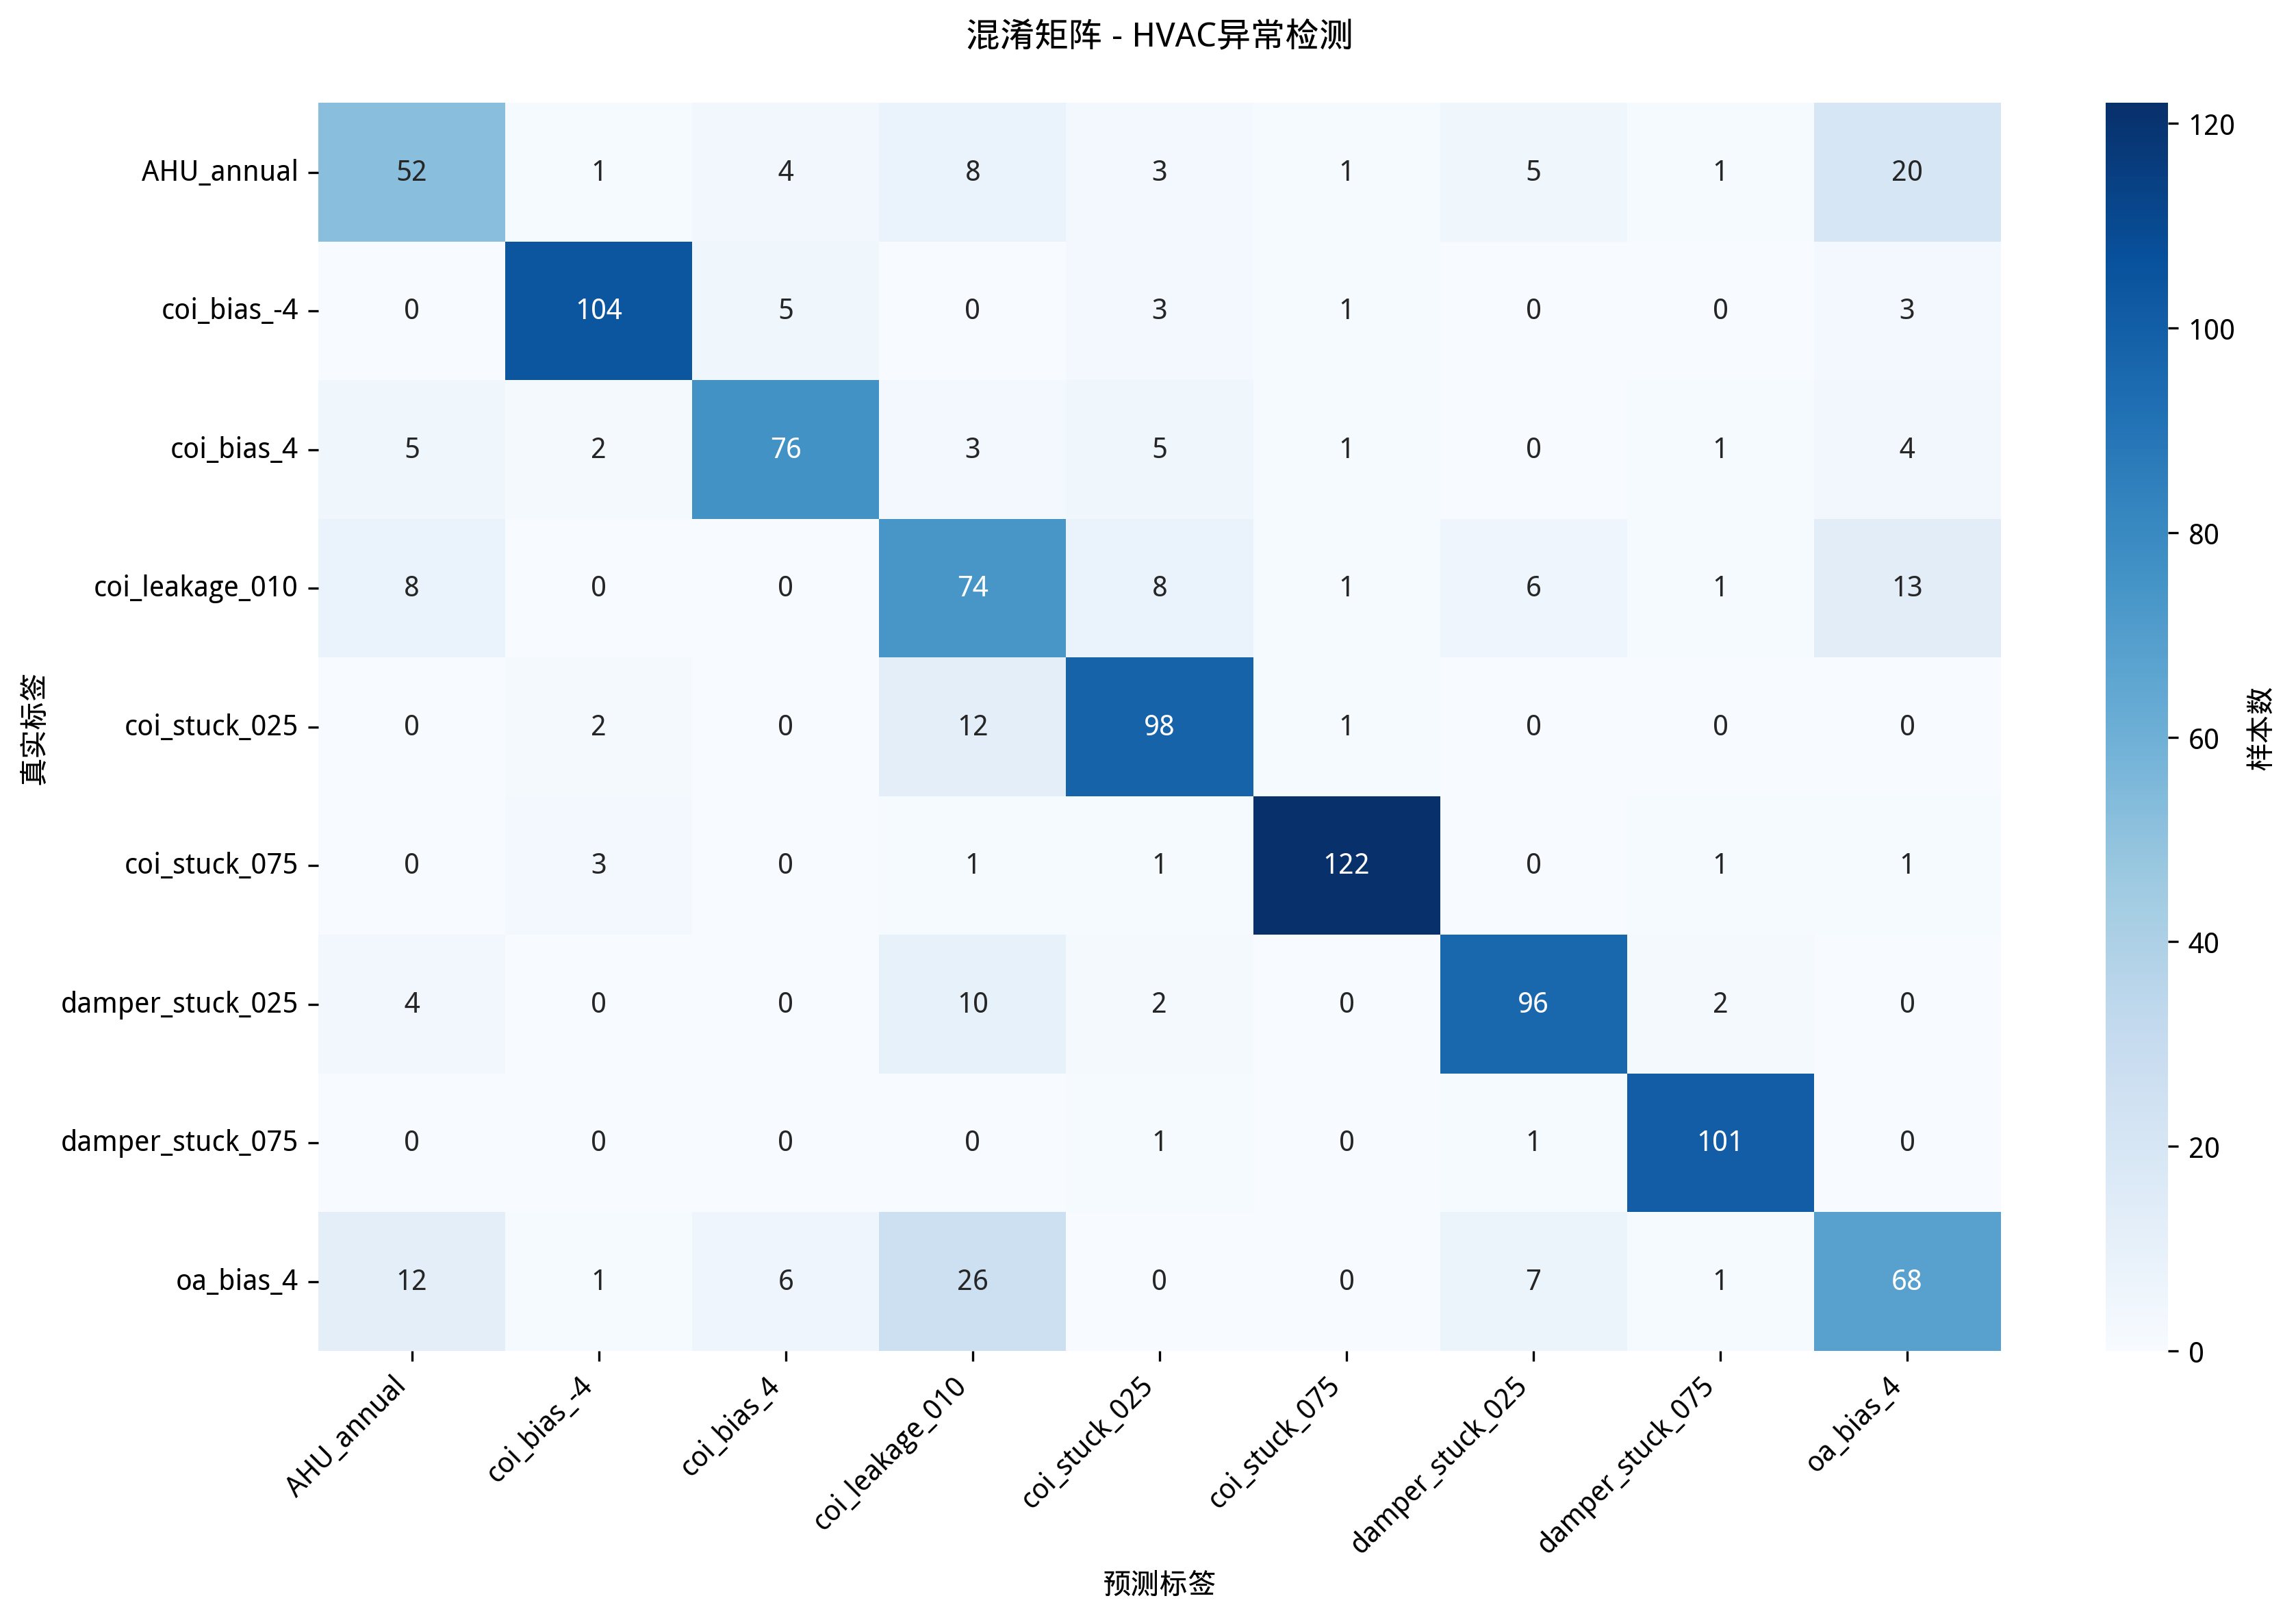 混淆矩阵 - HVAC异常检测
AHU_annual 52 1 4 8 3 1 5 1 20
coi_bias_-4 0 104 5 0 3 1 0 0 3
coi_bias_4 5 2 76 3 5 1 0 1 4
coi_leakage_010 8 0 0 74 8 1 6 1 13
coi_stuck_025 0 2 0 12 98 1 0 0 0
coi_stuck_075 0 3 0 1 1 122 0 1 1
damper_stuck_025 4 0 0 10 2 0 96 2 0
damper_stuck_075 0 0 0 0 1 0 1 101 0
oa_bias_4 12 1 6 26 0 0 7 1 68
真实标签
AHU_annual
coi_bias_-4
coi_bias_4
coi_leakage_010
coi_stuck_025
coi_stuck_075
damper_stuck_025
damper_stuck_075
oa_bias_4
预测标签
120
100
80
60
40
20
0
样本数